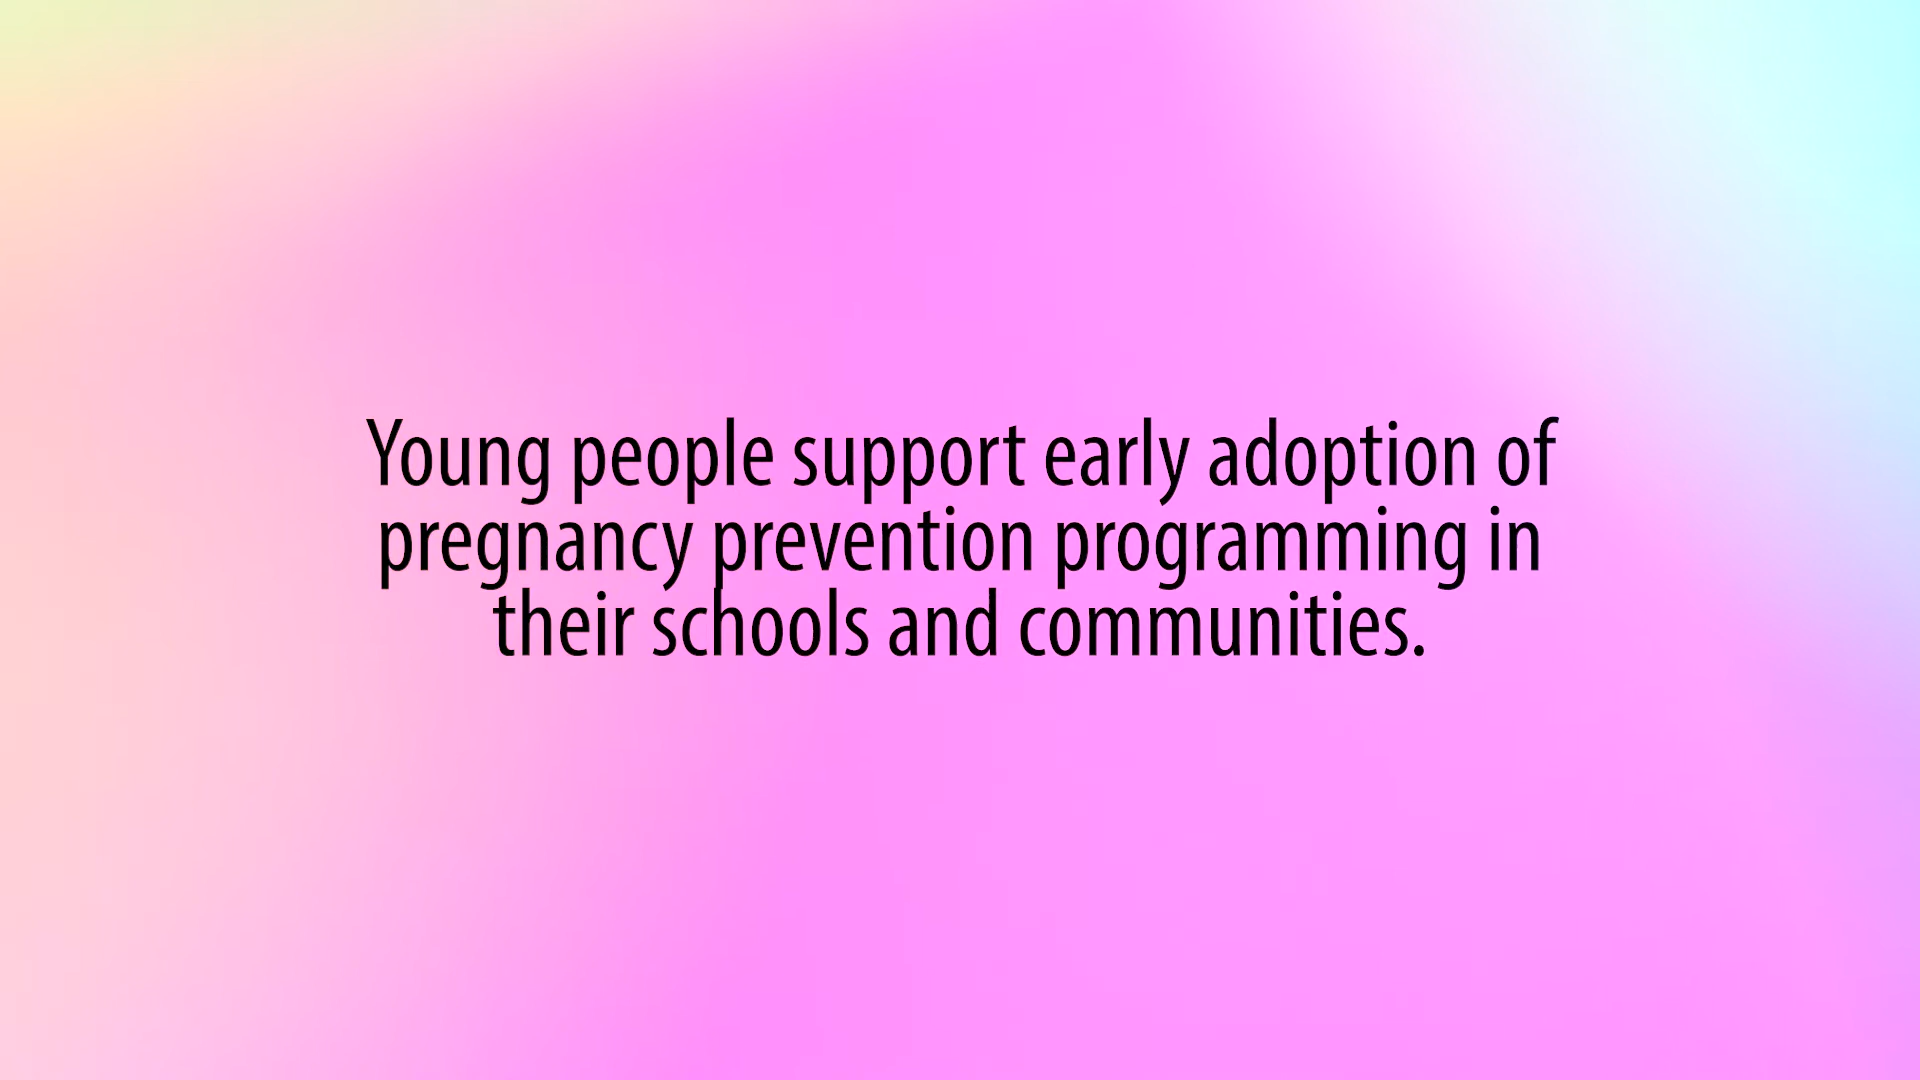 Young people support early adoption of
pregnancy prevention programming in
their schools and communities.